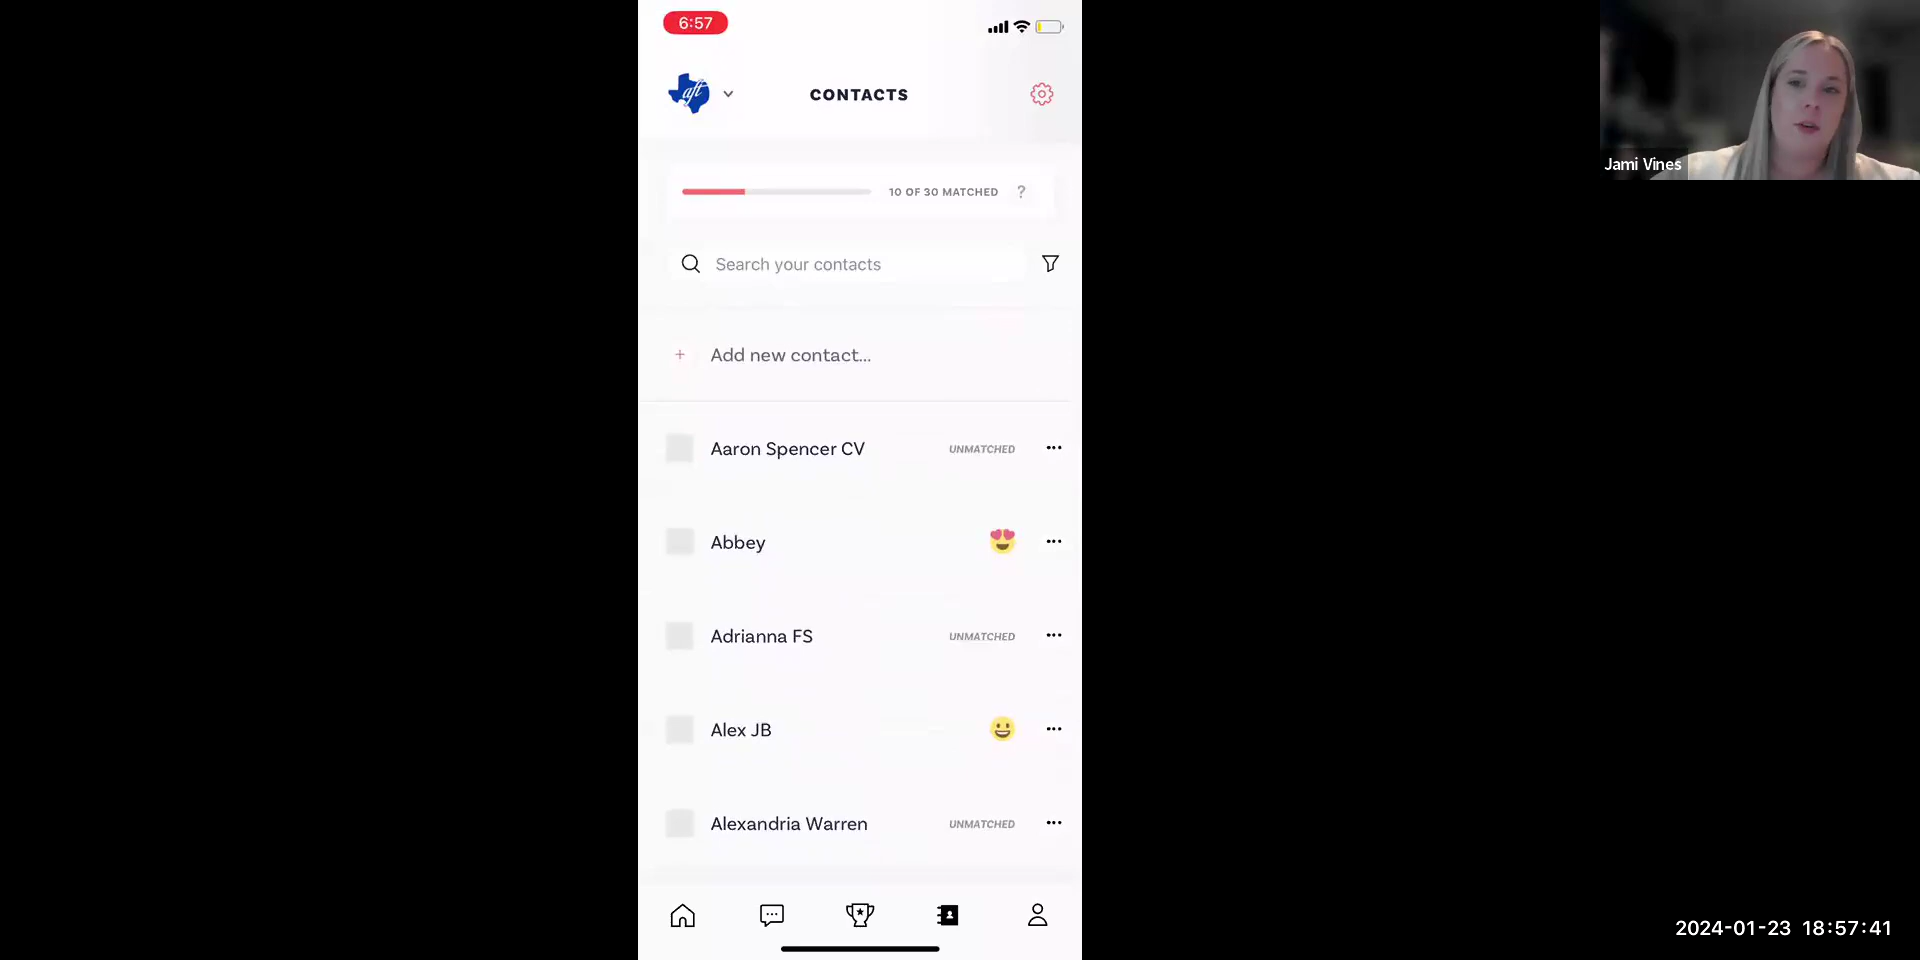 6:57
aft
CONTACTS
10 OF 30 MATCHED ?
Search your contacts
+ Add new contact...
Aaron Spencer CV UNMATCHED
Abbey
Adrianna FS UNMATCHED
Alex JB
Alexandria Warren UNMATCHED
Jami Vines
2024-01-23 18:57:41